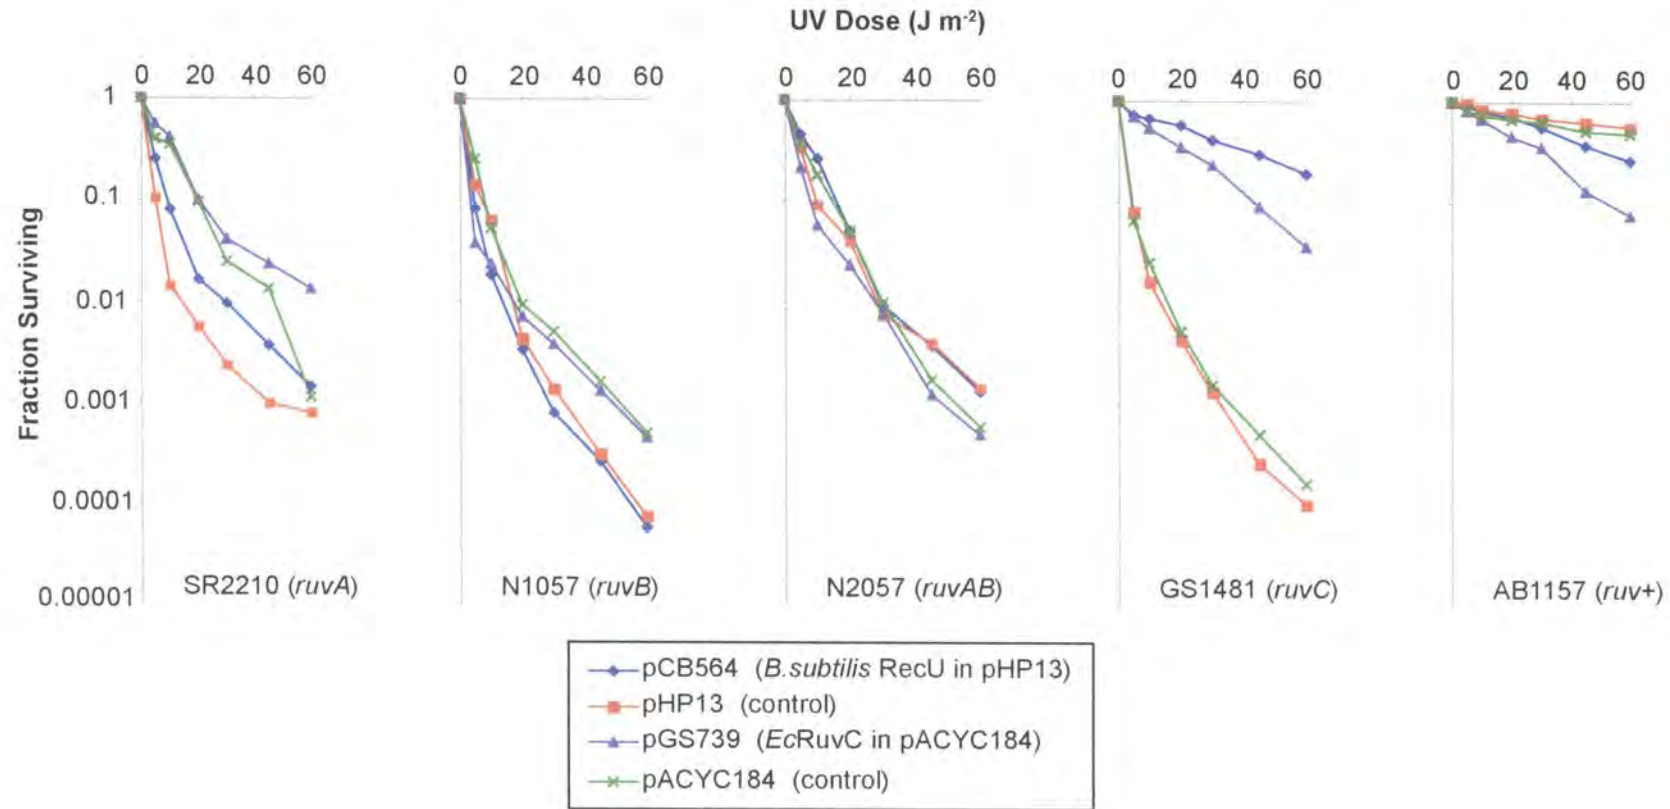 UV Dose (J m-2)
0 20 40 60
0 20 40 60
0 20 40 60
0 20 40 60
0 20 40 60
Fraction Surviving
1
0.1
0.01
0.001
0.0001
0.00001
SR2210 (ruvA)
N1057 (ruvB)
N2057 (ruvAB)
GS1481 (ruvC)
AB1157 (ruv+)
pCB564 (B.subtilis RecU in pHP13)
pHP13 (control)
pGS739 (EcRuvC in pACYC184)
pACYC184 (control)